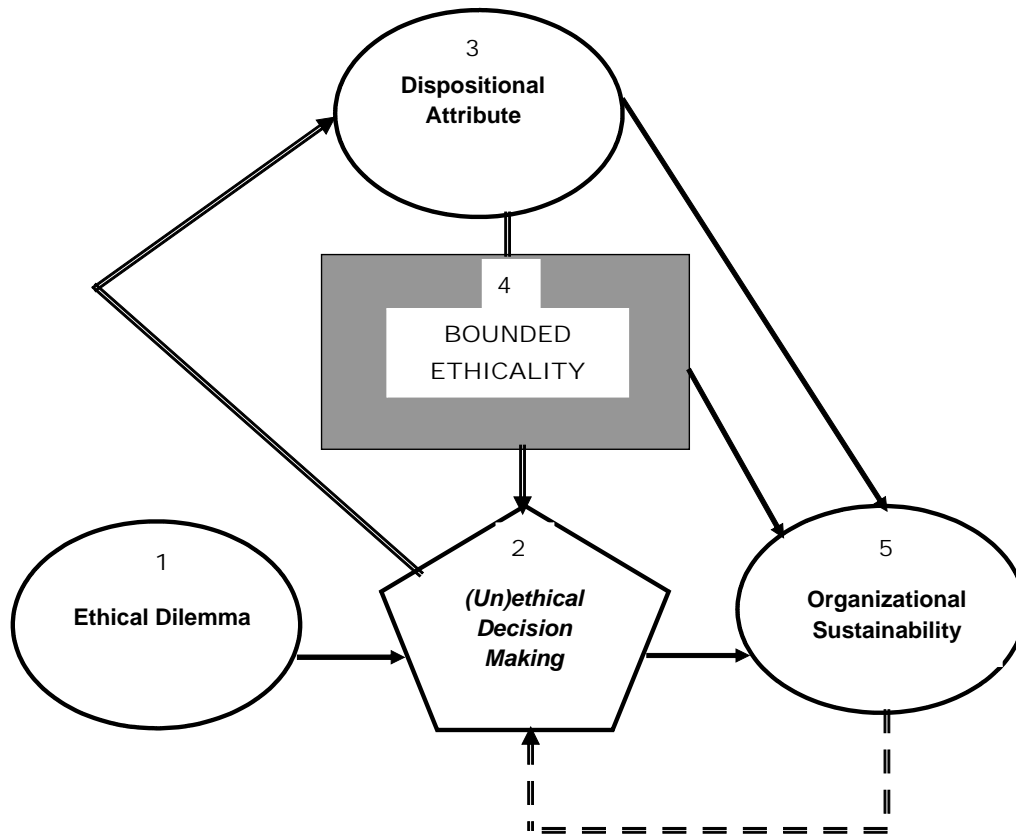 3
Dispositional
Attribute
4
BOUNDED
ETHICALITY
1
Ethical Dilemma
2
(Un)ethical
Decision
Making
5
Organizational
Sustainability